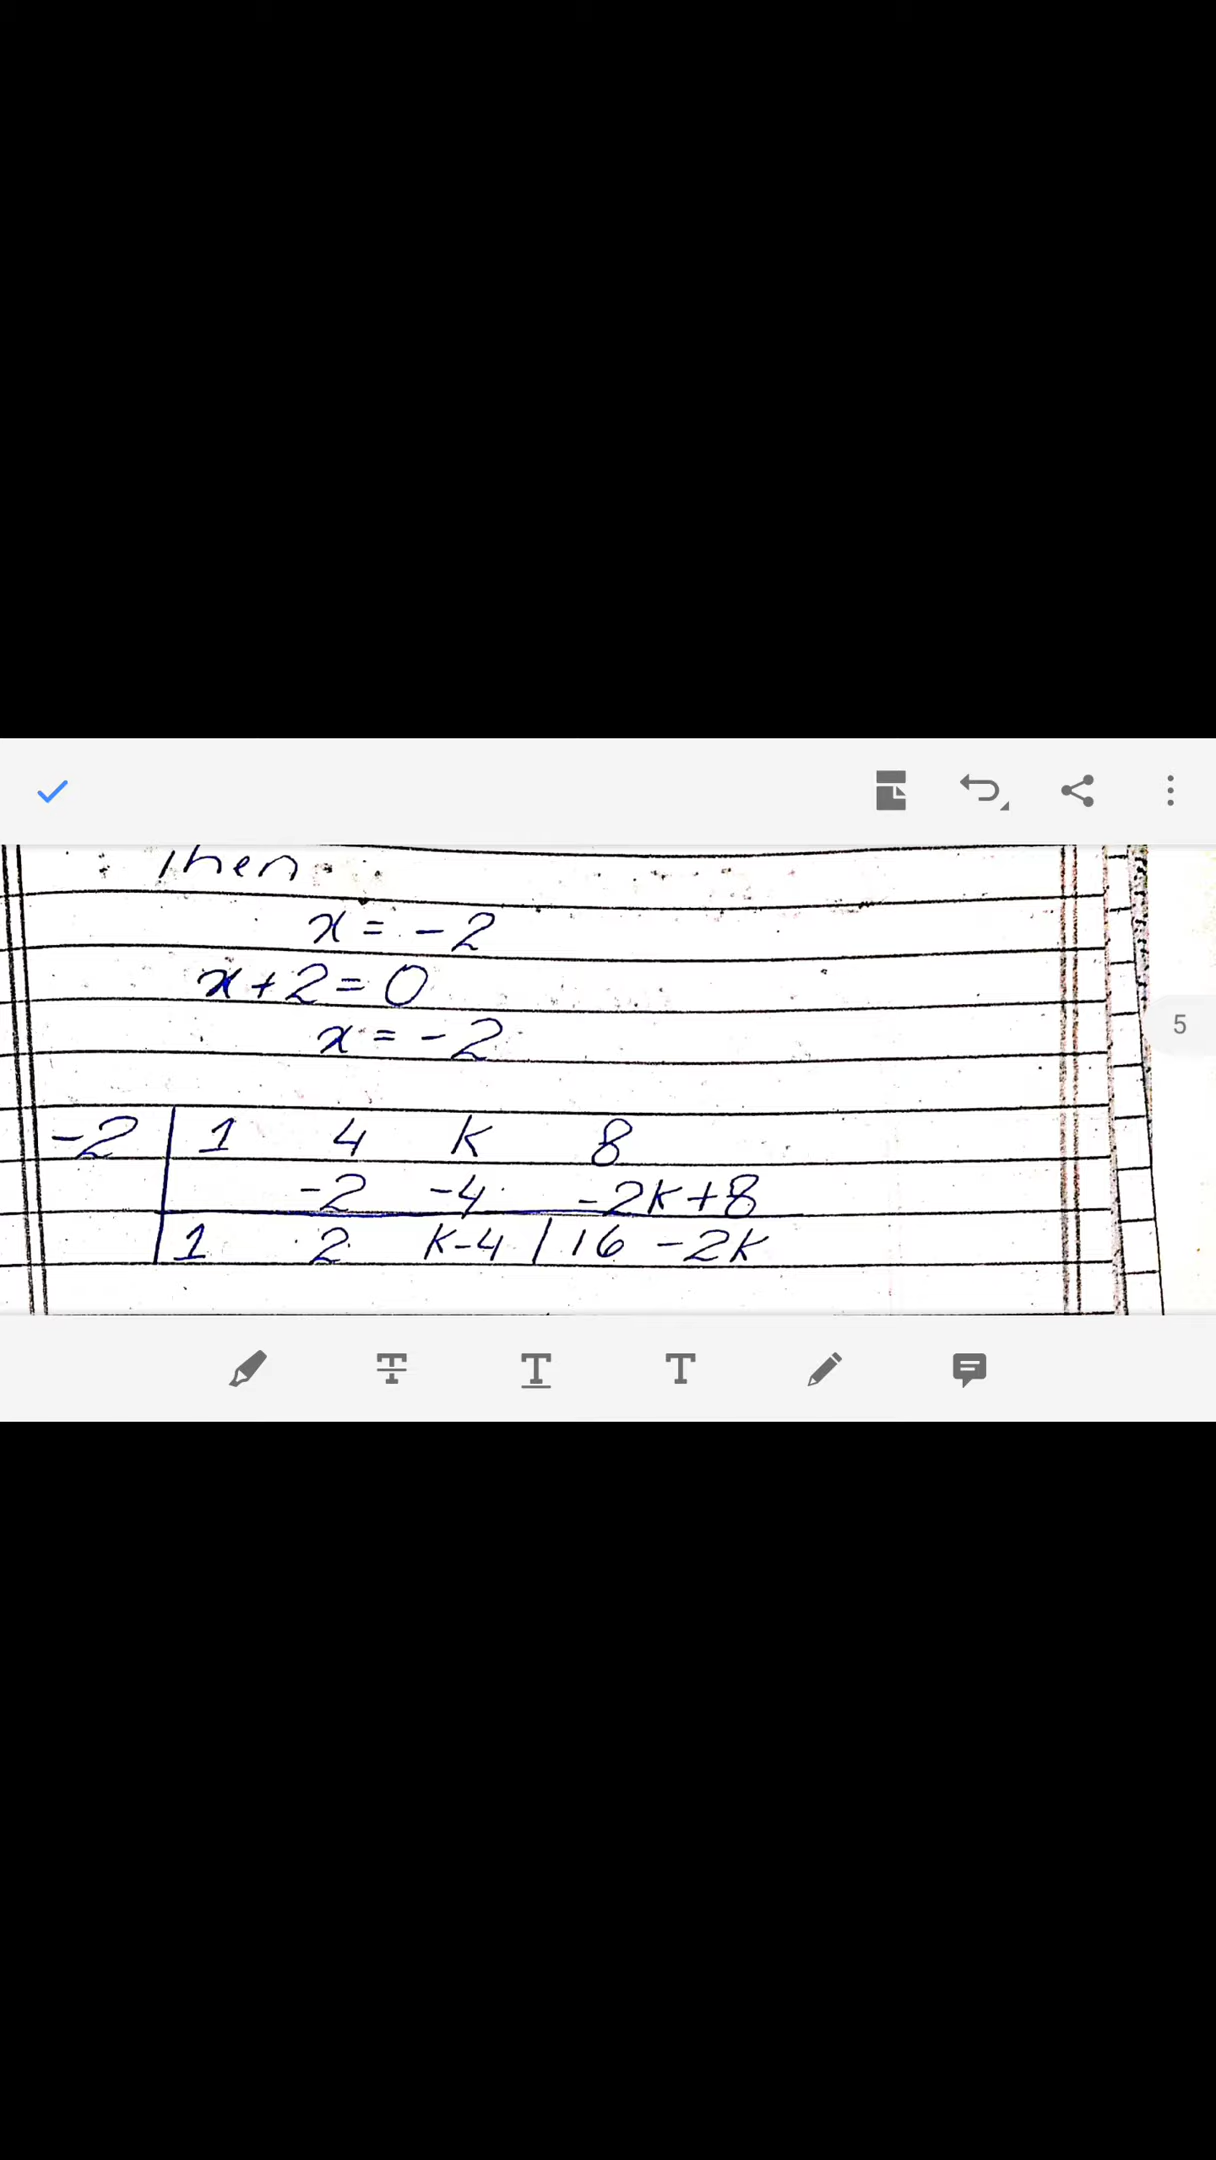 Then
x = -2
x + 2 = 0
x = -2
5
-2 | 1 4 k 8
-2 -4 -2k+8
1 2 k-4 | 16 -2k